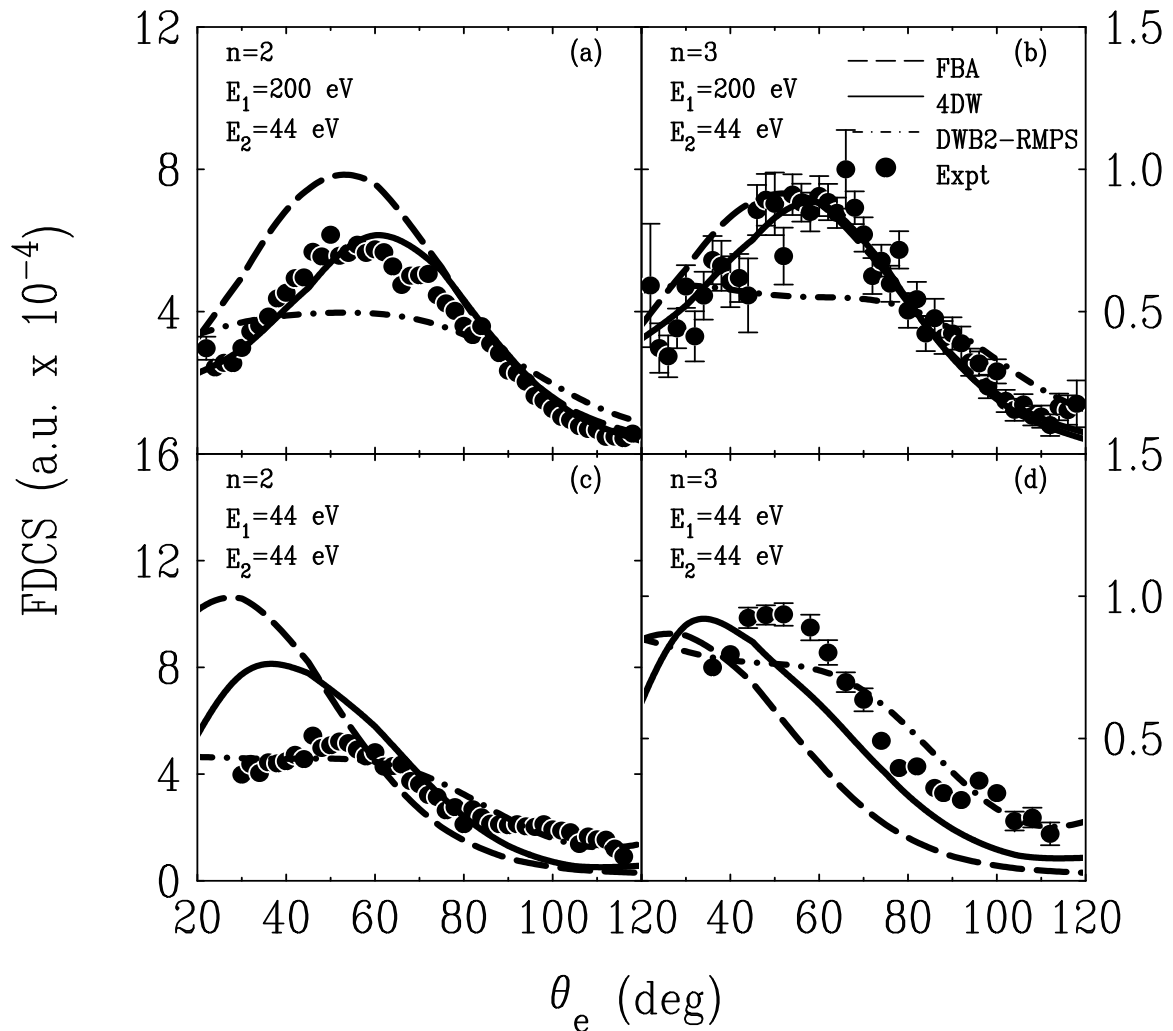 FDCS (a.u. x 10⁻⁴)
12
8
4
16
12
8
4
0
n=2
(a)
E₁=200 eV
E₂=44 eV
n=3
(b)
E₁=200 eV
E₂=44 eV
FBA
4DW
DWB2-RMPS
Expt
1.5
1.0
0.5
n=2
(c)
E₁=44 eV
E₂=44 eV
n=3
(d)
E₁=44 eV
E₂=44 eV
1.5
1.0
0.5
20 40 60 80 100 120 20 40 60 80 100 120
θₑ (deg)